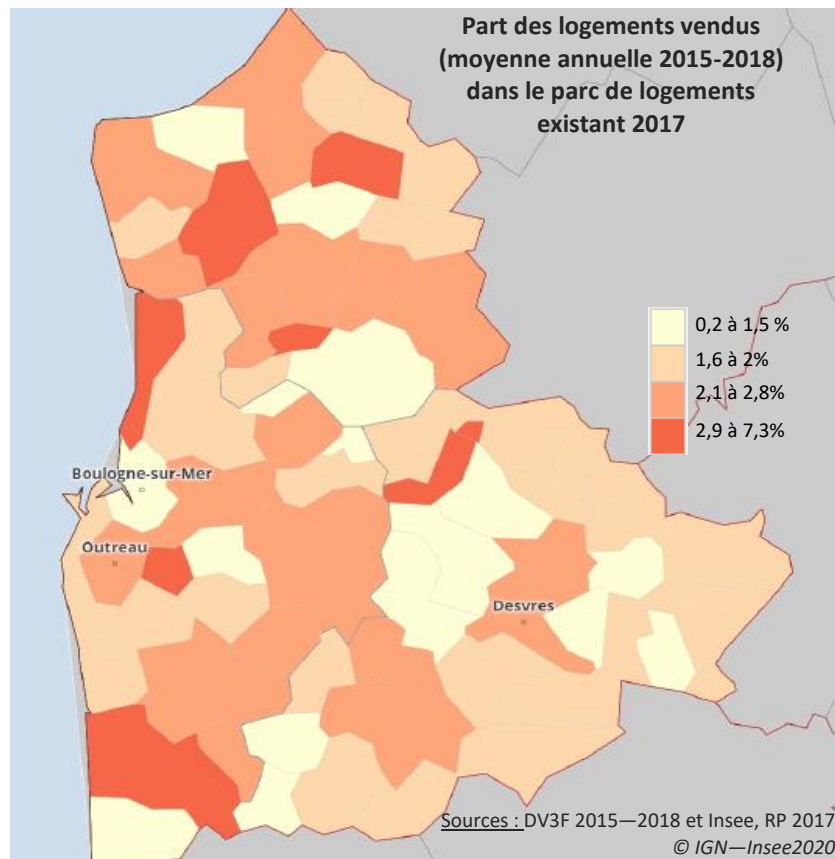 Part des logements vendus
(moyenne annuelle 2015-2018)
dans le parc de logements
existant 2017
0,2 à 1,5 %
1,6 à 2%
2,1 à 2,8%
2,9 à 7,3%
Boulogne-sur-Mer
Outreau
Desvres
Sources : DV3F 2015—2018 et Insee, RP 2017
© IGN—Insee2020